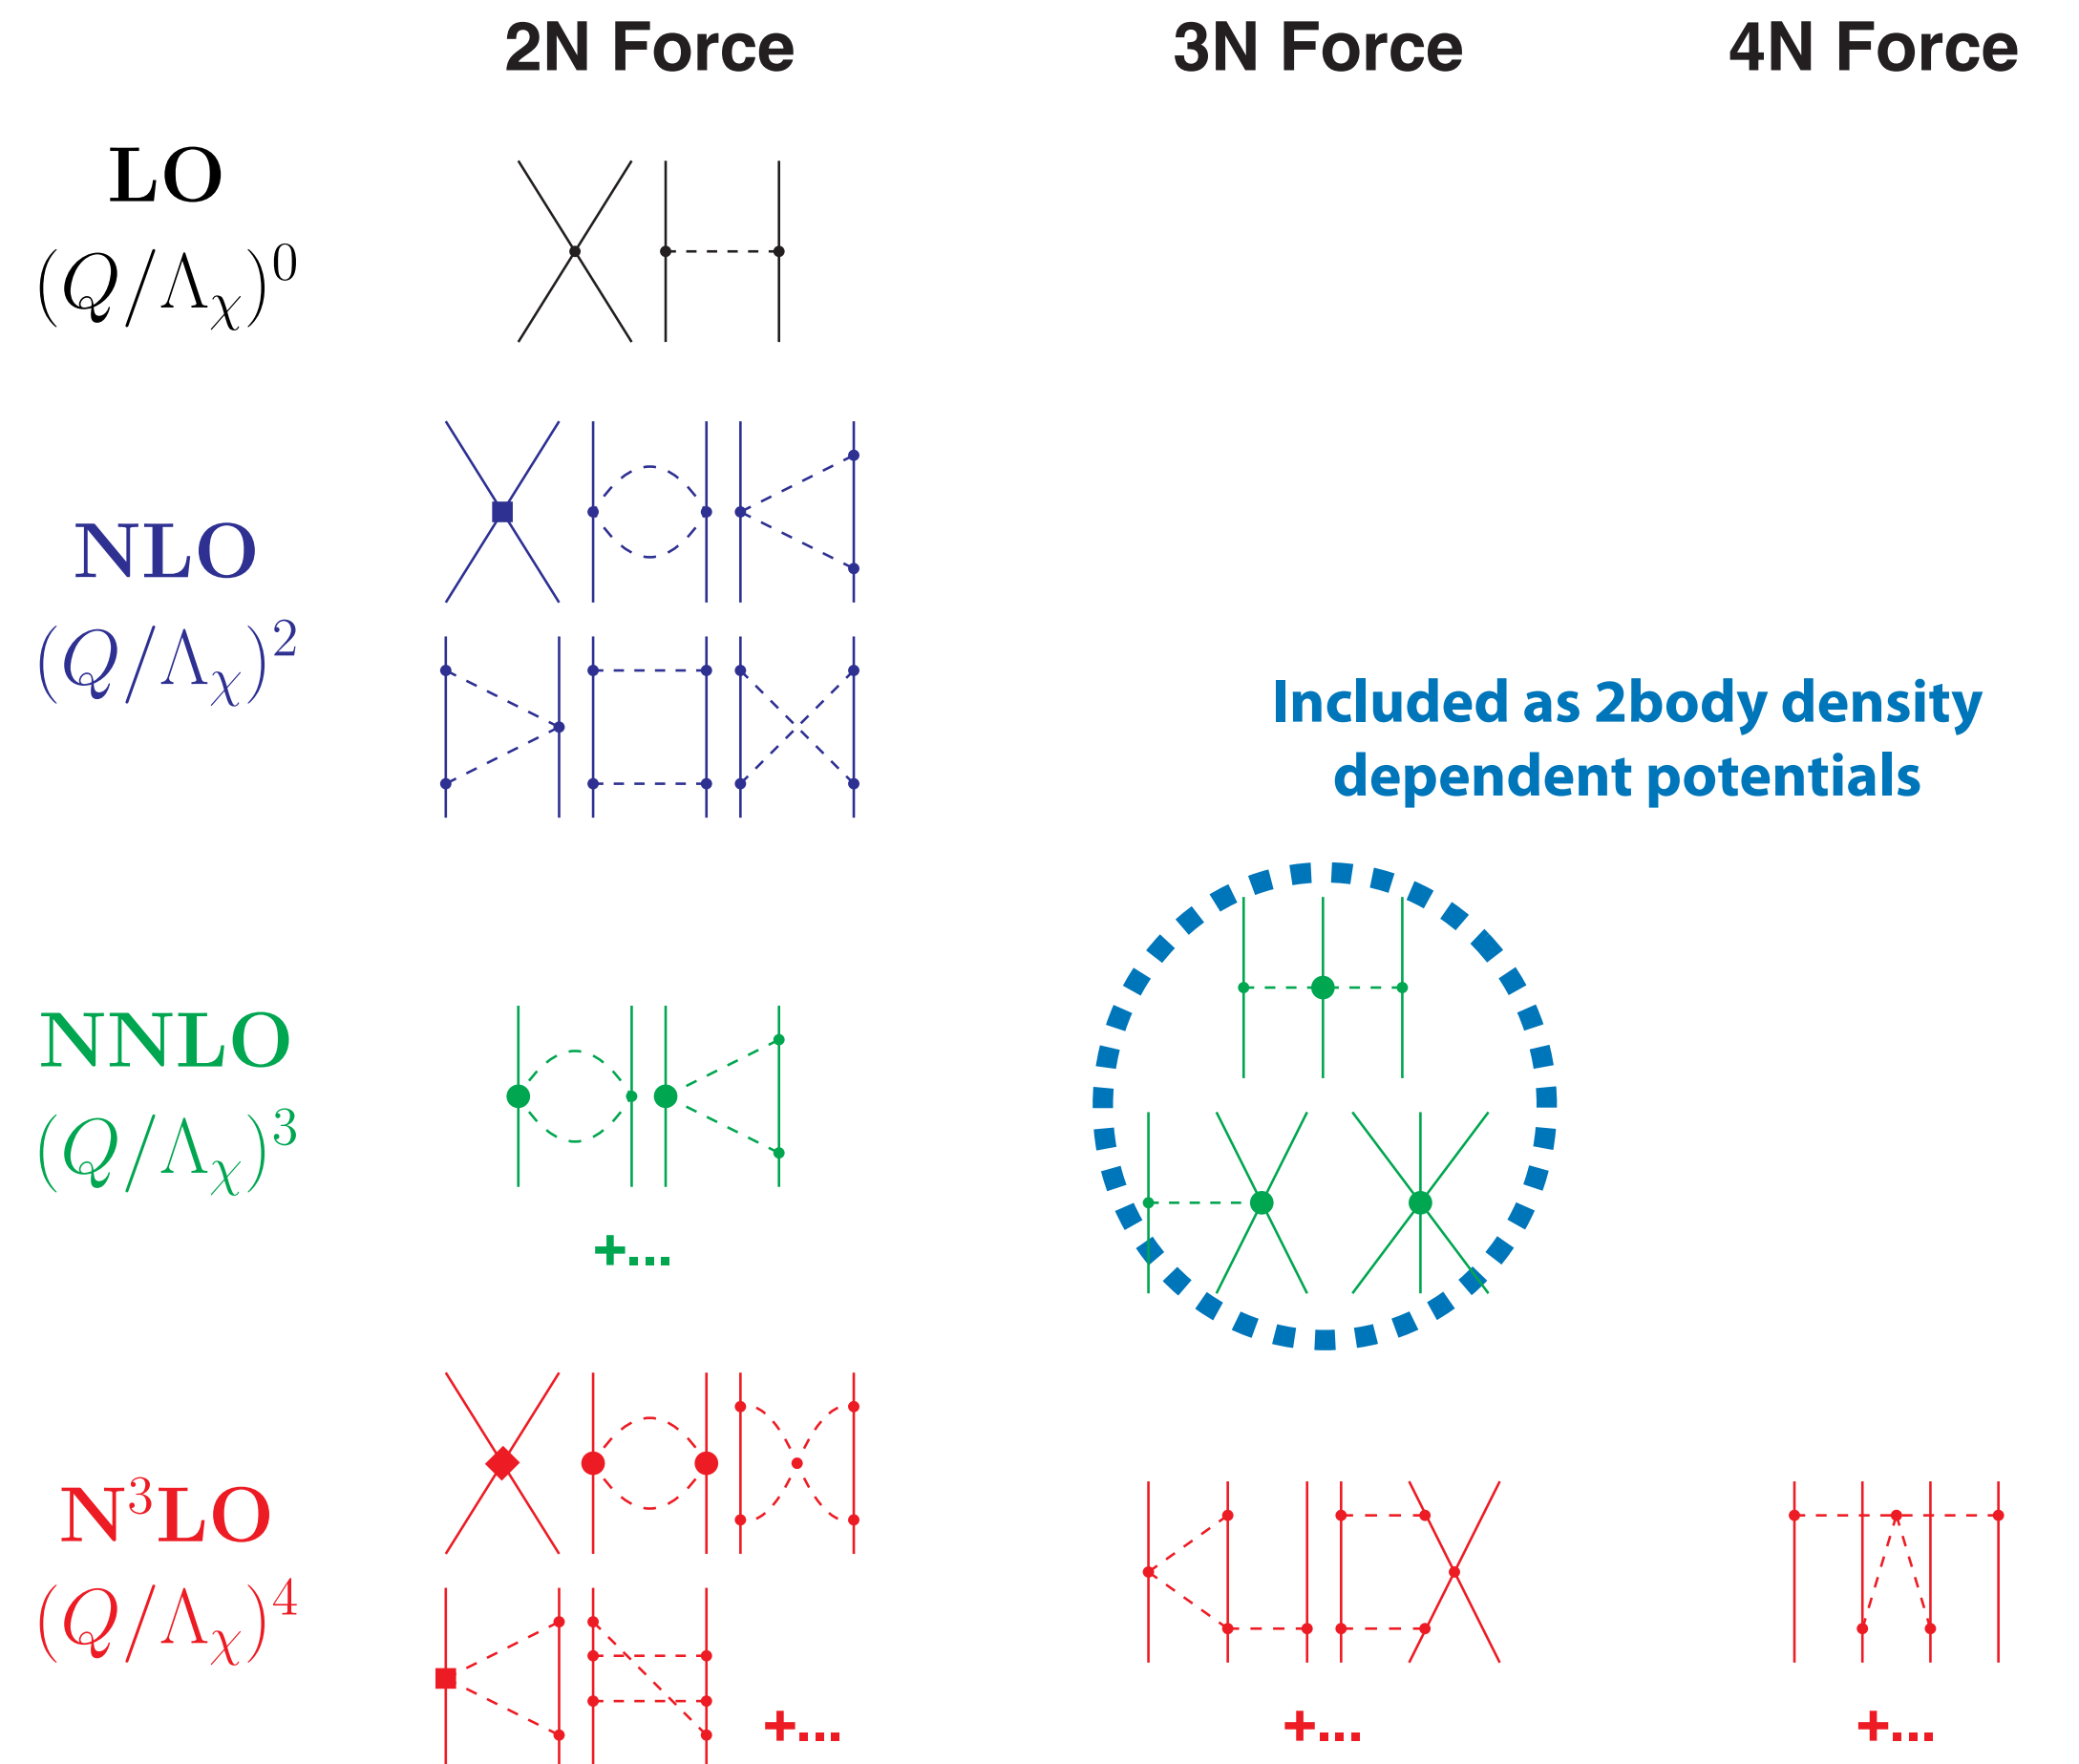 2N Force 3N Force 4N Force
LO
(Q/Λχ)⁰
NLO
(Q/Λχ)²
Included as 2body density
dependent potentials
NNLO
(Q/Λχ)³
+...
N³LO
(Q/Λχ)⁴
+... +... +...